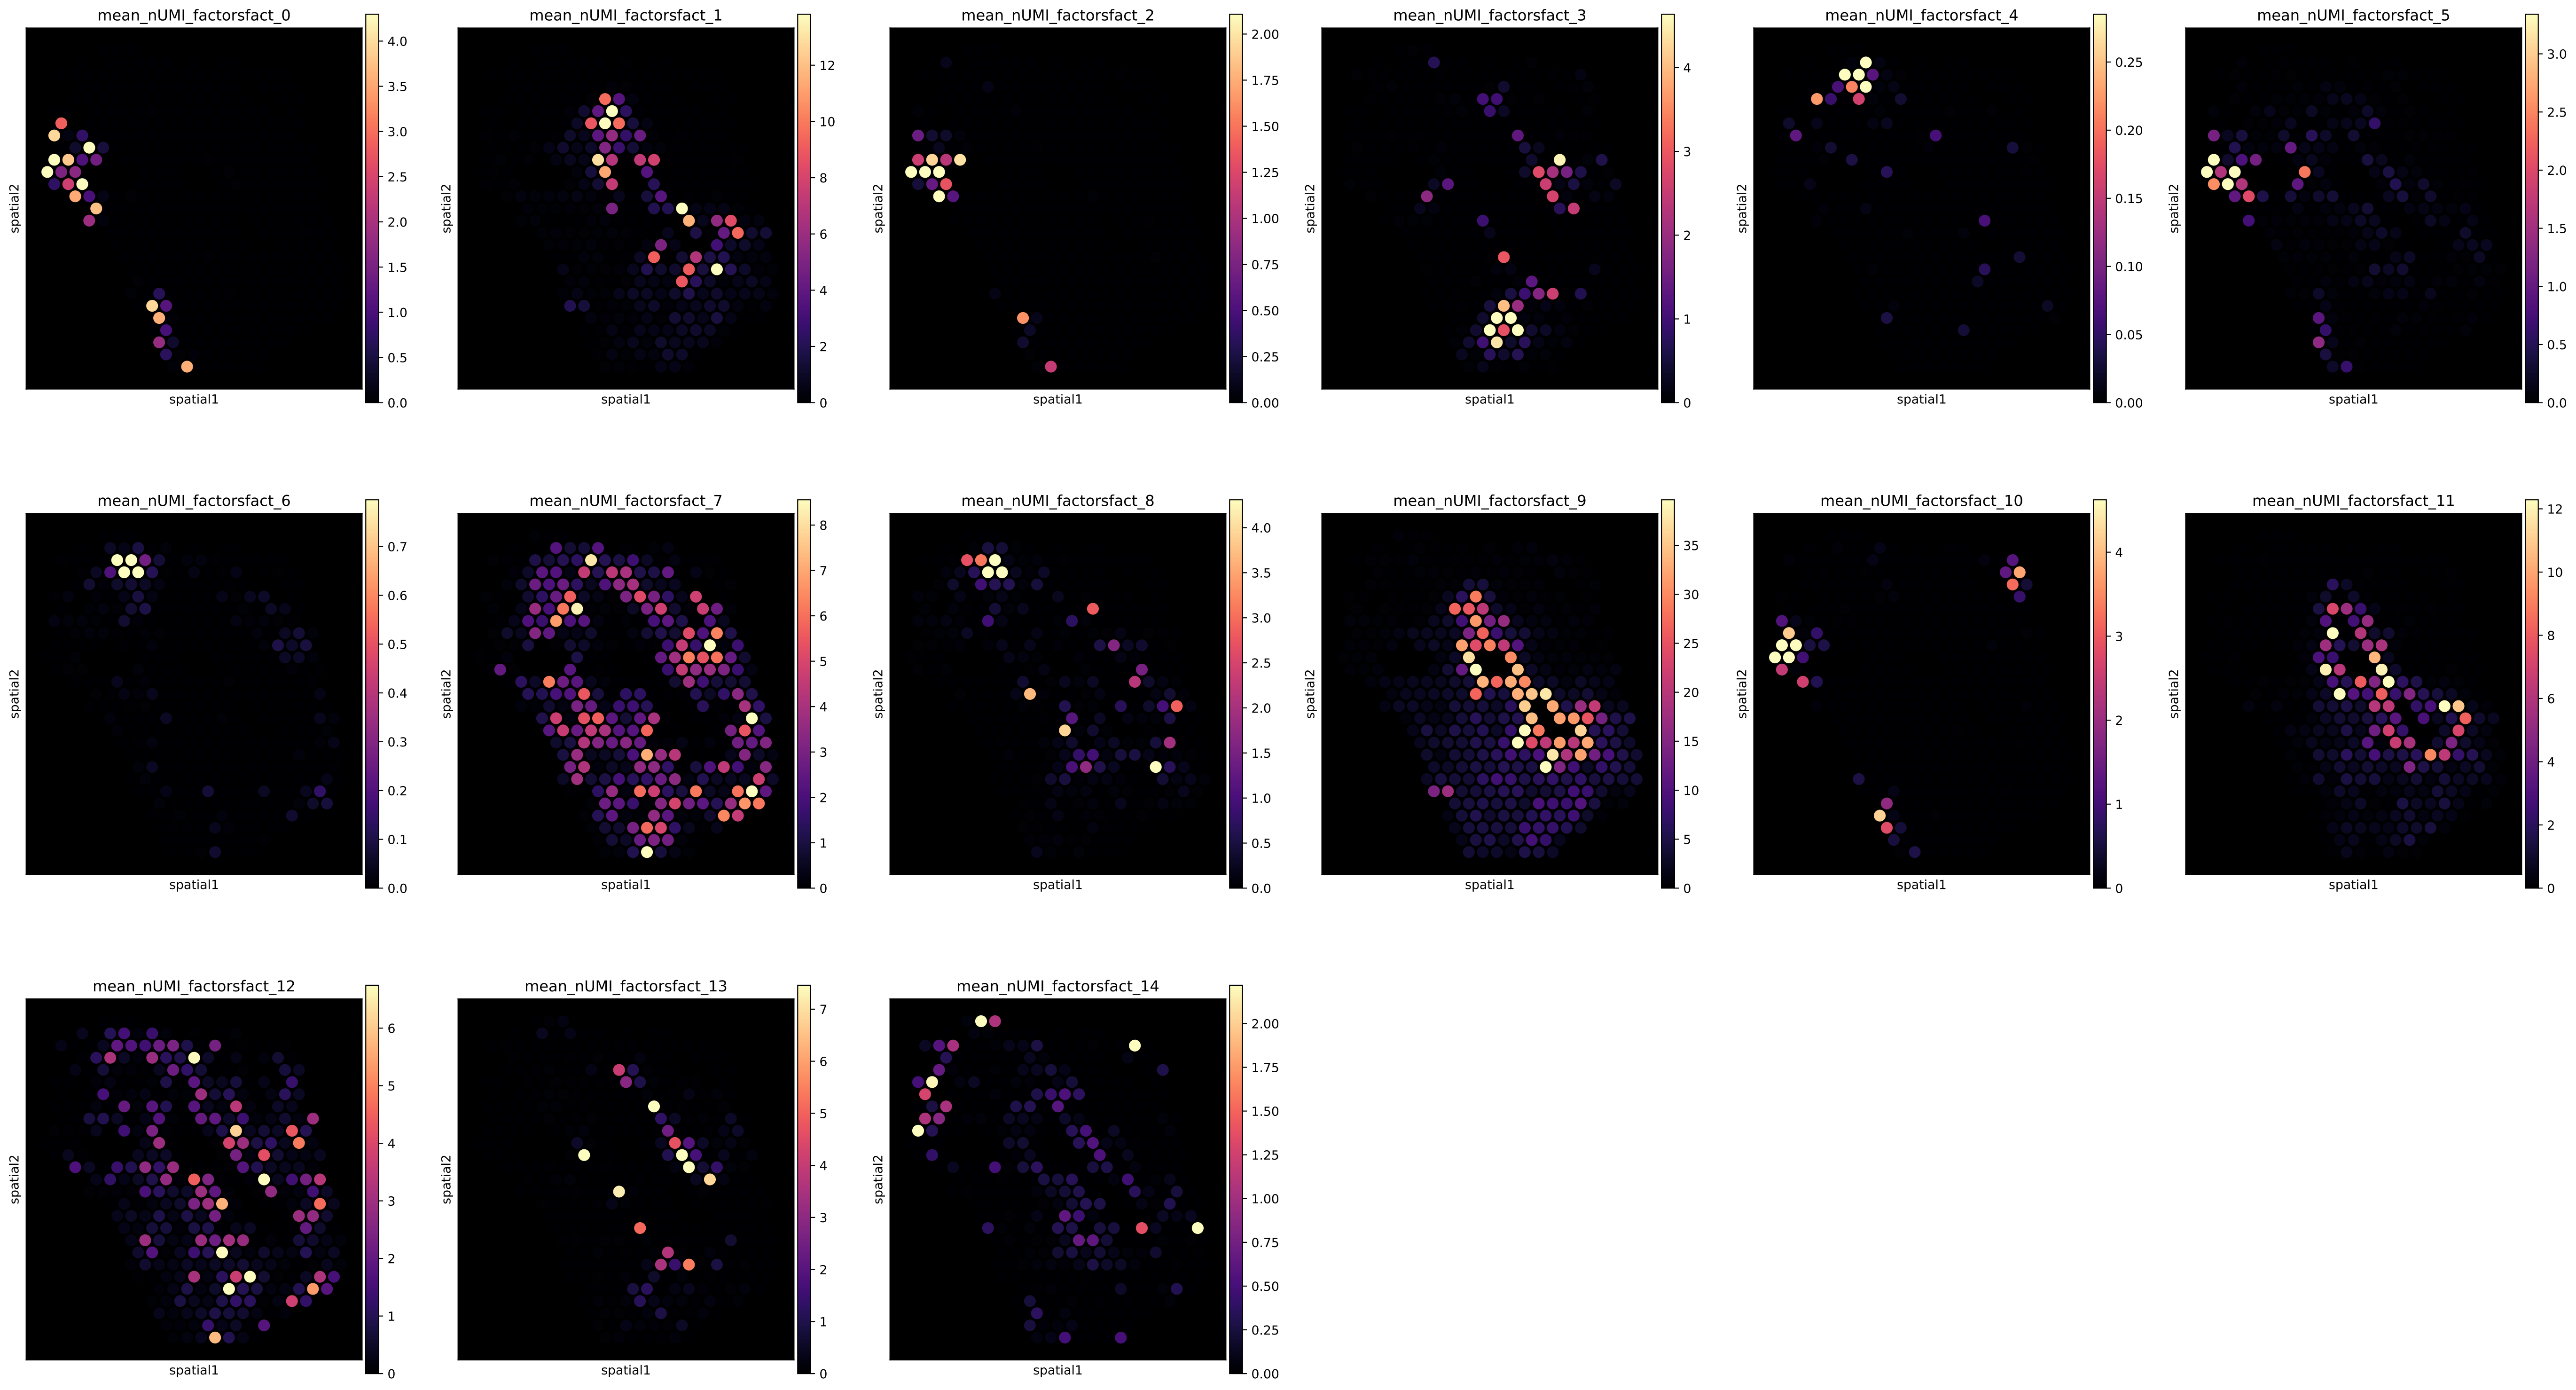 mean_nUMI_factorsfact_0
4.0
3.5
3.0
2.5
2.0
1.5
1.0
0.5
0.0
spatial2
spatial1
mean_nUMI_factorsfact_1
12
10
8
6
4
2
0
spatial2
spatial1
mean_nUMI_factorsfact_2
2.00
1.75
1.50
1.25
1.00
0.75
0.50
0.25
0.00
spatial2
spatial1
mean_nUMI_factorsfact_3
4
3
2
1
0
spatial2
spatial1
mean_nUMI_factorsfact_4
0.25
0.20
0.15
0.10
0.05
0.00
spatial2
spatial1
mean_nUMI_factorsfact_5
3.0
2.5
2.0
1.5
1.0
0.5
0.0
spatial2
spatial1
mean_nUMI_factorsfact_6
0.7
0.6
0.5
0.4
0.3
0.2
0.1
0.0
spatial2
spatial1
mean_nUMI_factorsfact_7
8
7
6
5
4
3
2
1
0
spatial2
spatial1
mean_nUMI_factorsfact_8
4.0
3.5
3.0
2.5
2.0
1.5
1.0
0.5
0.0
spatial2
spatial1
mean_nUMI_factorsfact_9
35
30
25
20
15
10
5
0
spatial2
spatial1
mean_nUMI_factorsfact_10
4
3
2
1
0
spatial2
spatial1
mean_nUMI_factorsfact_11
12
10
8
6
4
2
0
spatial2
spatial1
mean_nUMI_factorsfact_12
6
5
4
3
2
1
0
spatial2
spatial1
mean_nUMI_factorsfact_13
7
6
5
4
3
2
1
0
spatial2
spatial1
mean_nUMI_factorsfact_14
2.00
1.75
1.50
1.25
1.00
0.75
0.50
0.25
0.00
spatial2
spatial1